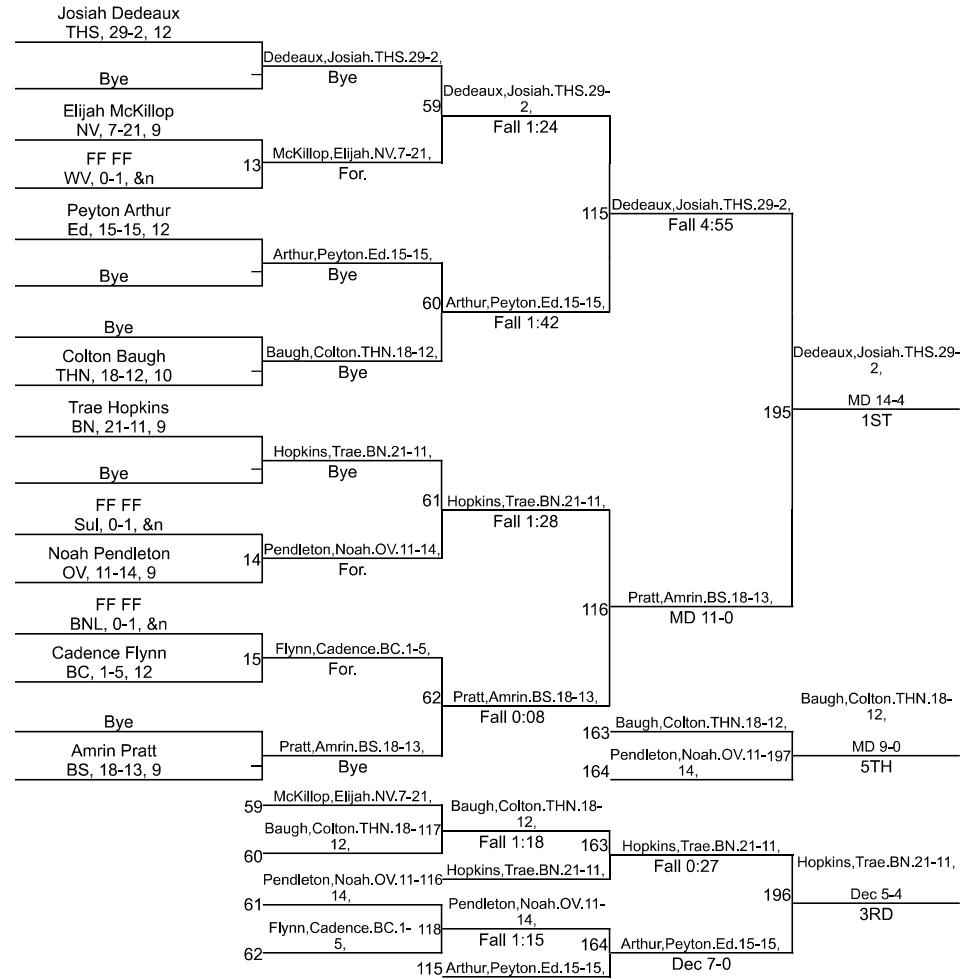 Josiah Dedeaux
THS, 29-2, 12
Bye
Elijah McKillop
NV, 7-21, 9
FF FF
WV, 0-1, &n
Peyton Arthur
Ed, 15-15, 12
Bye
Bye
Colton Baugh
THN, 18-12, 10
Trae Hopkins
BN, 21-11, 9
Bye
FF FF
Sul, 0-1, &n
Noah Pendleton
OV, 11-14, 9
FF FF
BNL, 0-1, &n
Cadence Flynn
BC, 1-5, 12
Bye
Amrin Pratt
BS, 18-13, 9
Dedeaux,Josiah.THS.29-2,
Bye
13
McKillop,Elijah.NV.7-21,
For.
Arthur,Peyton.Ed.15-15,
Bye
Baugh,Colton.THN.18-12,
Bye
Hopkins,Trae.BN.21-11,
Bye
14
Pendleton,Noah.OV.11-14,
For.
15
Flynn,Cadence.BC.1-5,
For.
Pratt,Amrin.BS.18-13,
Bye
59
Dedeaux,Josiah.THS.29-
2,
Fall 1:24
60
Arthur,Peyton.Ed.15-15,
Fall 1:42
61
Hopkins,Trae.BN.21-11,
Fall 1:28
62
Pratt,Amrin.BS.18-13,
Fall 0:08
115
Dedeaux,Josiah.THS.29-2,
Fall 4:55
116
Pratt,Amrin.BS.18-13,
MD 11-0
195
Dedeaux,Josiah.THS.29-
2,
MD 14-4
1ST
163
Baugh,Colton.THN.18-12,
164
Pendleton,Noah.OV.11-
14,
197
Baugh,Colton.THN.18-
12,
MD 9-0
5TH
59
McKillop,Elijah.NV.7-21,
60
Baugh,Colton.THN.18-
12,
61
Pendleton,Noah.OV.11-
14,
62
Flynn,Cadence.BC.1-
5,
117
Baugh,Colton.THN.18-
12,
Fall 1:18
116
Hopkins,Trae.BN.21-11,
118
Pendleton,Noah.OV.11-
14,
Fall 1:15
115
Arthur,Peyton.Ed.15-15,
163
Hopkins,Trae.BN.21-11,
Fall 0:27
164
Arthur,Peyton.Ed.15-15,
Dec 7-0
196
Hopkins,Trae.BN.21-11,
Dec 5-4
3RD